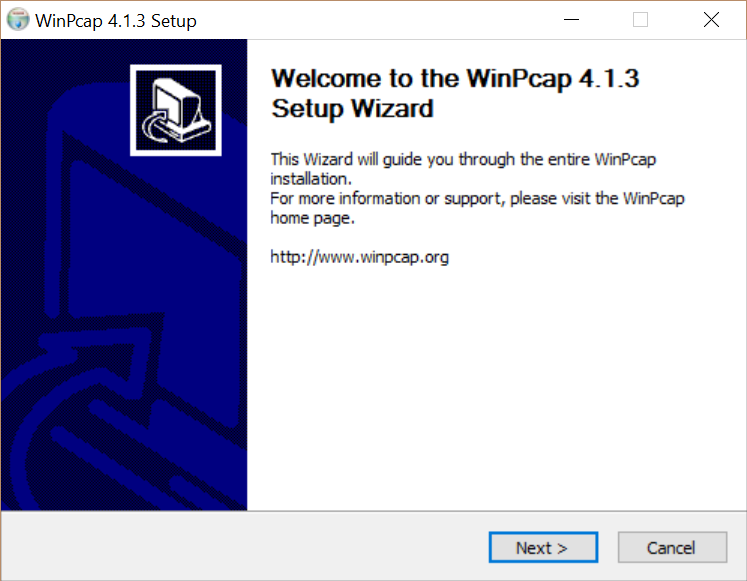 WinPcap 4.1.3 Setup
Welcome to the WinPcap 4.1.3
Setup Wizard
This Wizard will guide you through the entire WinPcap
installation.
For more information or support, please visit the WinPcap
home page.
http://www.winpcap.org
Next >
Cancel